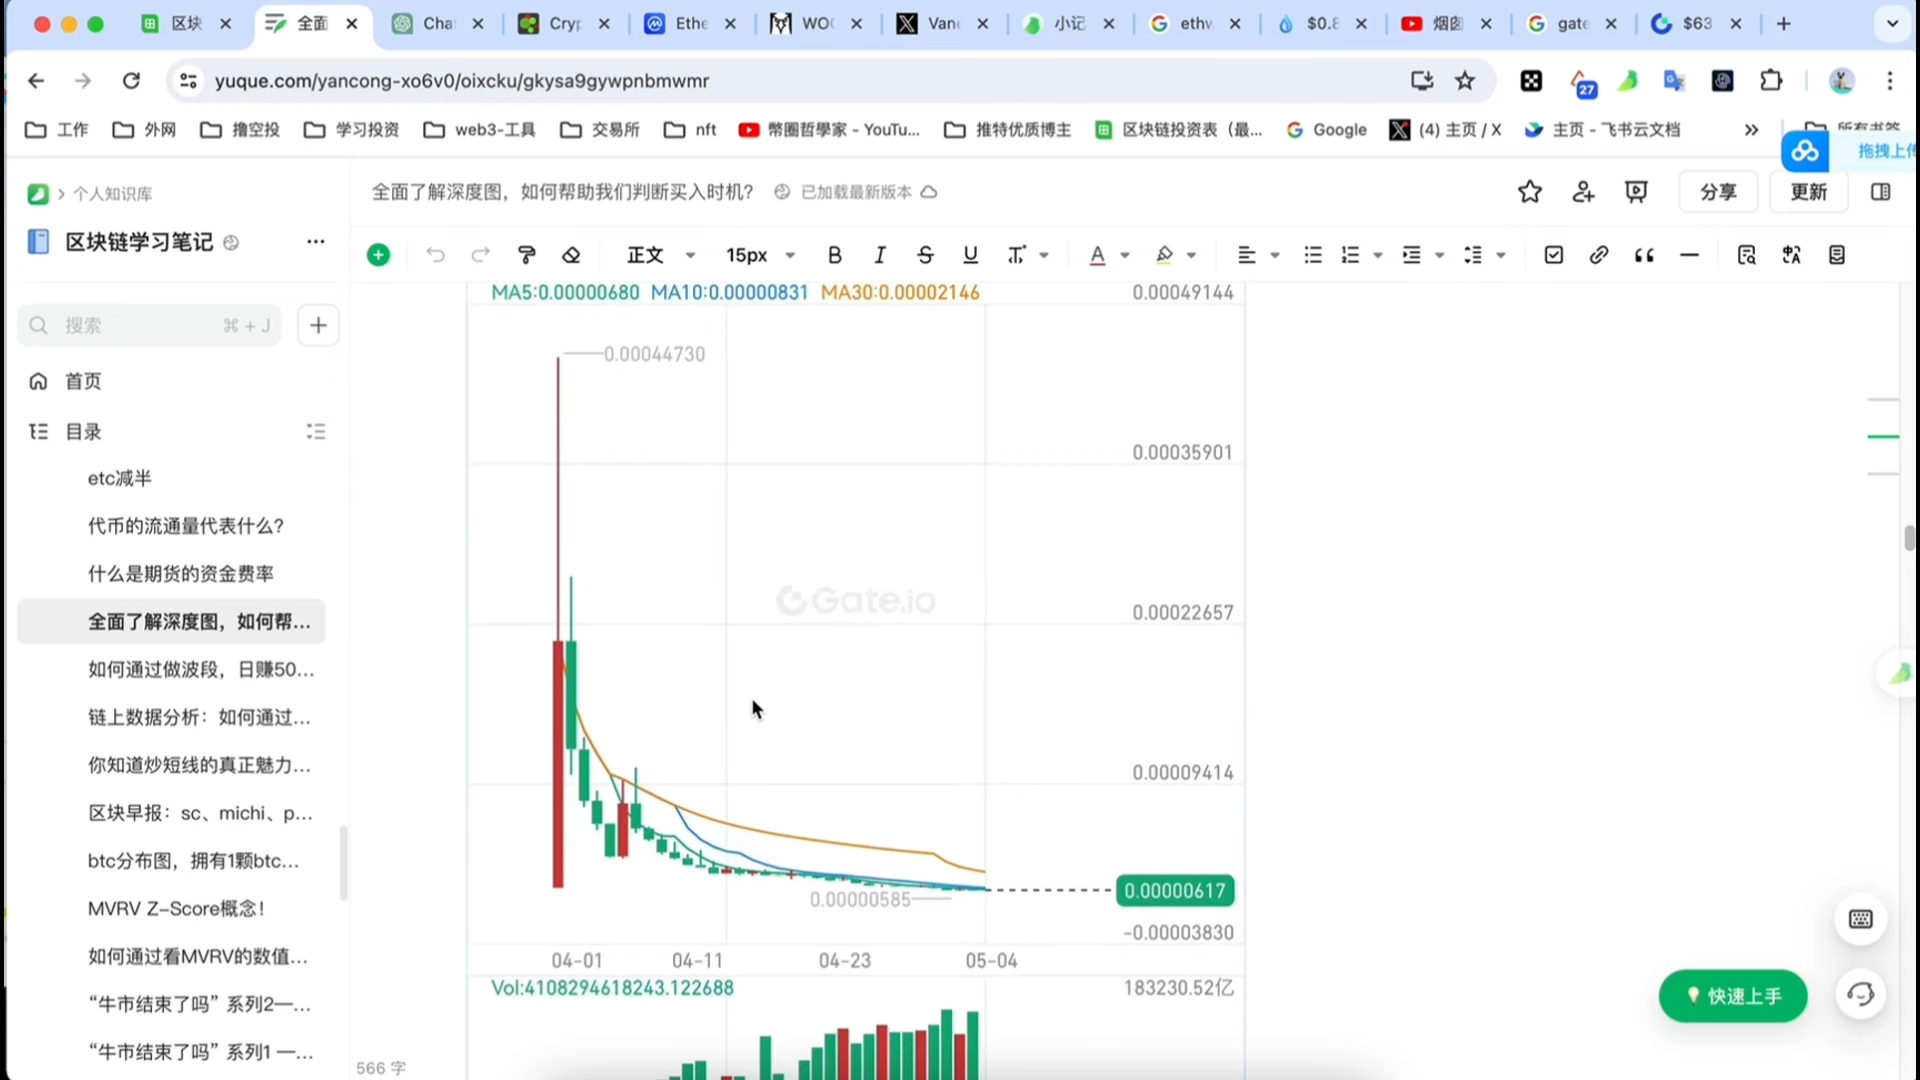 区块
全面
Cha
Cryp
Ethe
WO
Van
小记
ethw
$0.8
烟囱
gate
$63
yuque.com/yancong-xo6v0/oixcku/gkysa9gywpnbmwmr
27
工作
外网
撸空投
学习投资
web3-工具
交易所
nft
幣圈哲學家 - YouTu...
推特优质博主
区块链投资表（最...
Google
(4) 主页 / X
主页 - 飞书云文档
所有书签
拖拽上传
个人知识库
全面了解深度图，如何帮助我们判断买入时机？
已加载最新版本
分享
更新
区块链学习笔记
正文
15px
搜索
⌘ + J
首页
目录
etc减半
代币的流通量代表什么？
什么是期货的资金费率
全面了解深度图，如何帮...
如何通过做波段，日赚50...
链上数据分析：如何通过...
你知道炒短线的真正魅力...
区块早报：sc、michi、p...
btc分布图，拥有1颗btc...
MVRV Z-Score概念！
如何通过看MVRV的数值...
“牛市结束了吗”系列2—...
“牛市结束了吗”系列1 —...
MA5:0.00000680 MA10:0.00000831 MA30:0.00002146
0.00049144
0.00044730
0.00035901
Gate.io
0.00022657
0.00009414
0.00000617
0.00000585
-0.00003830
04-01
04-11
04-23
05-04
Vol:4108294618243.122688
183230.52亿
566 字
快速上手